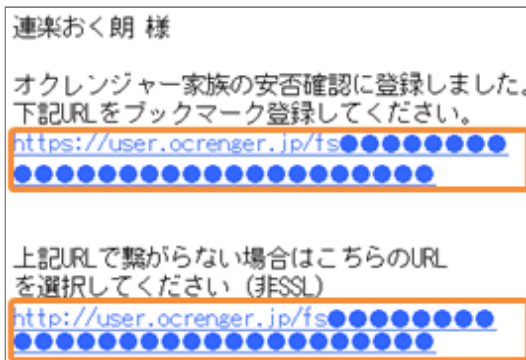 連楽おく朗 様
オクレンジャー家族の安否確認に登録しました。
下記URLをブックマーク登録してください。
https://user.ocrenger.jp/fs●●●●●●●●
●●●●●●●●●●●●●●●●●●●●
上記URLで繋がらない場合はこちらのURL
を選択してください（非SSL）
http://user.ocrenger.jp/fs●●●●●●●●
●●●●●●●●●●●●●●●●●●●●